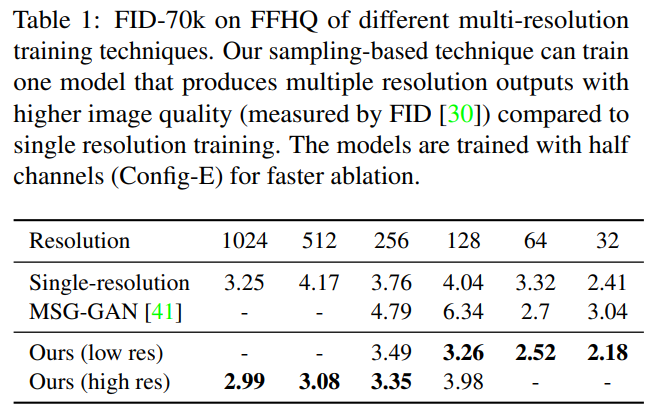 Table 1: FID-70k on FFHQ of different multi-resolution
training techniques. Our sampling-based technique can train
one model that produces multiple resolution outputs with
higher image quality (measured by FID [30]) compared to
single resolution training. The models are trained with half
channels (Config-E) for faster ablation.
Resolution 1024 512 256 128 64 32
Single-resolution 3.25 4.17 3.76 4.04 3.32 2.41
MSG-GAN [41] - - 4.79 6.34 2.7 3.04
Ours (low res) - - 3.49 3.26 2.52 2.18
Ours (high res) 2.99 3.08 3.35 3.98 - -